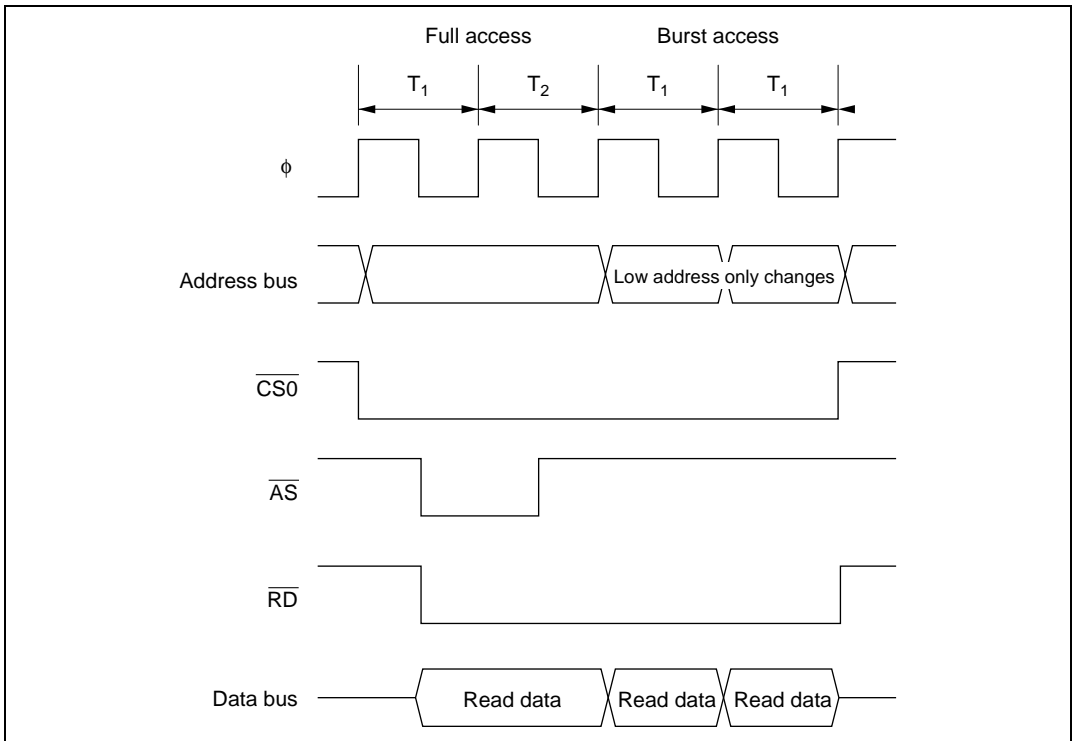 Full access Burst access
T1 T2 T1 T1
ϕ
Address bus Low address only changes
CS0
AS
RD
Data bus Read data Read data Read data